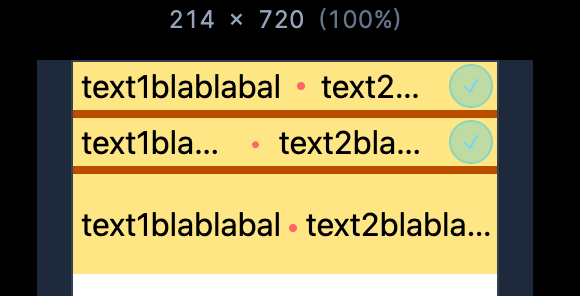 214 × 720 (100%)
text1blablabal • text2...
text1bla... • text2bla...
text1blablabal • text2blabla...